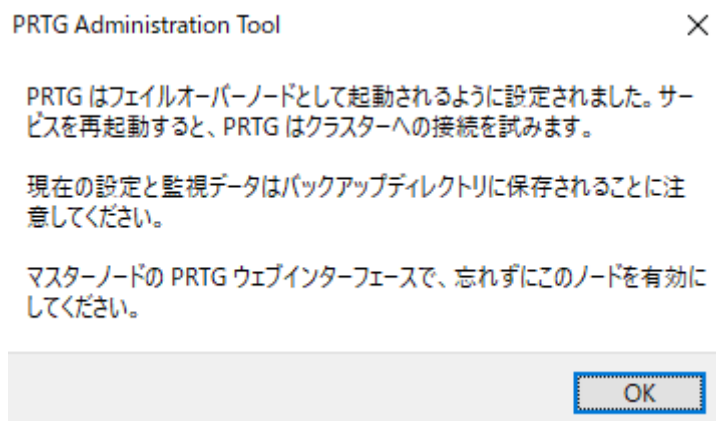 PRTG Administration Tool
PRTG はフェイルオーバーノードとして起動されるように設定されました。サー
ビスを再起動すると、PRTG はクラスターへの接続を試みます。
現在の設定と監視データはバックアップディレクトリに保存されることに注
意してください。
マスターノードの PRTG ウェブインターフェースで、忘れずにこのノードを有効に
してください。
OK